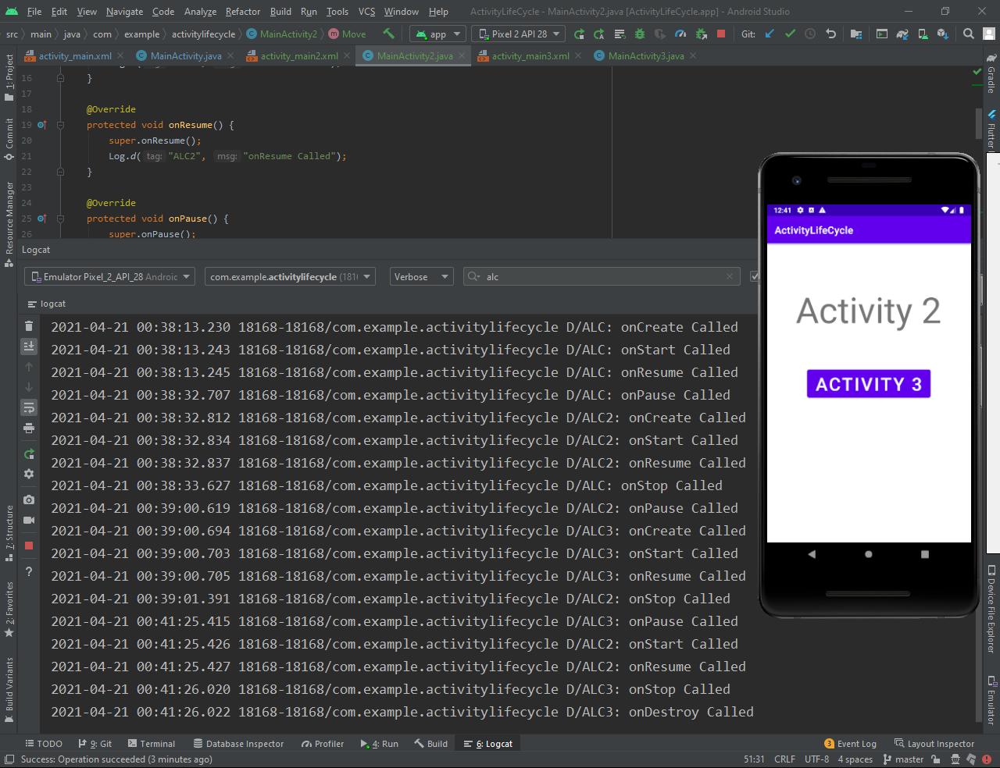 File Edit View Navigate Code Analyze Refactor Build Run Tools VCS Window Help ActivityLifeCycle - MainActivity2.java [ActivityLifeCycle.app] - Android Studio
src main java com example activitylifecycle MainActivity2 Move app Pixel 2 API 28 Git:
activity_main.xml MainActivity.java activity_main2.xml MainActivity2.java activity_main3.xml MainActivity3.java
16 }
17
18 @Override
19 protected void onResume() {
20 super.onResume();
21 Log.d( tag: "ALC2", msg: "onResume Called");
22 }
23
24 @Override
25 protected void onPause() {
26 super.onPause();
Logcat
Emulator Pixel_2_API_28 Android com.example.activitylifecycle (181 Verbose alc
logcat
2021-04-21 00:38:13.230 18168-18168/com.example.activitylifecycle D/ALC: onCreate Called
2021-04-21 00:38:13.243 18168-18168/com.example.activitylifecycle D/ALC: onStart Called
2021-04-21 00:38:13.245 18168-18168/com.example.activitylifecycle D/ALC: onResume Called
2021-04-21 00:38:32.707 18168-18168/com.example.activitylifecycle D/ALC: onPause Called
2021-04-21 00:38:32.812 18168-18168/com.example.activitylifecycle D/ALC2: onCreate Called
2021-04-21 00:38:32.834 18168-18168/com.example.activitylifecycle D/ALC2: onStart Called
2021-04-21 00:38:32.837 18168-18168/com.example.activitylifecycle D/ALC2: onResume Called
2021-04-21 00:38:33.627 18168-18168/com.example.activitylifecycle D/ALC: onStop Called
2021-04-21 00:39:00.619 18168-18168/com.example.activitylifecycle D/ALC2: onPause Called
2021-04-21 00:39:00.694 18168-18168/com.example.activitylifecycle D/ALC3: onCreate Called
2021-04-21 00:39:00.703 18168-18168/com.example.activitylifecycle D/ALC3: onStart Called
2021-04-21 00:39:00.705 18168-18168/com.example.activitylifecycle D/ALC3: onResume Called
2021-04-21 00:39:01.391 18168-18168/com.example.activitylifecycle D/ALC2: onStop Called
2021-04-21 00:41:25.415 18168-18168/com.example.activitylifecycle D/ALC3: onPause Called
2021-04-21 00:41:25.426 18168-18168/com.example.activitylifecycle D/ALC2: onStart Called
2021-04-21 00:41:25.427 18168-18168/com.example.activitylifecycle D/ALC2: onResume Called
2021-04-21 00:41:26.020 18168-18168/com.example.activitylifecycle D/ALC3: onStop Called
2021-04-21 00:41:26.022 18168-18168/com.example.activitylifecycle D/ALC3: onDestroy Called
12:41
ActivityLifeCycle
Activity 2
ACTIVITY 3
1: Project
Commit
Resource Manager
7: Structure
2: Favorites
Build Variants
Gradle
Flutter
Device File Explorer
Emulator
TODO 9: Git Terminal Database Inspector Profiler 4: Run Build 6: Logcat 3 Event Log Layout Inspector
Success: Operation succeeded (3 minutes ago) 51:31 CRLF UTF-8 4 spaces master